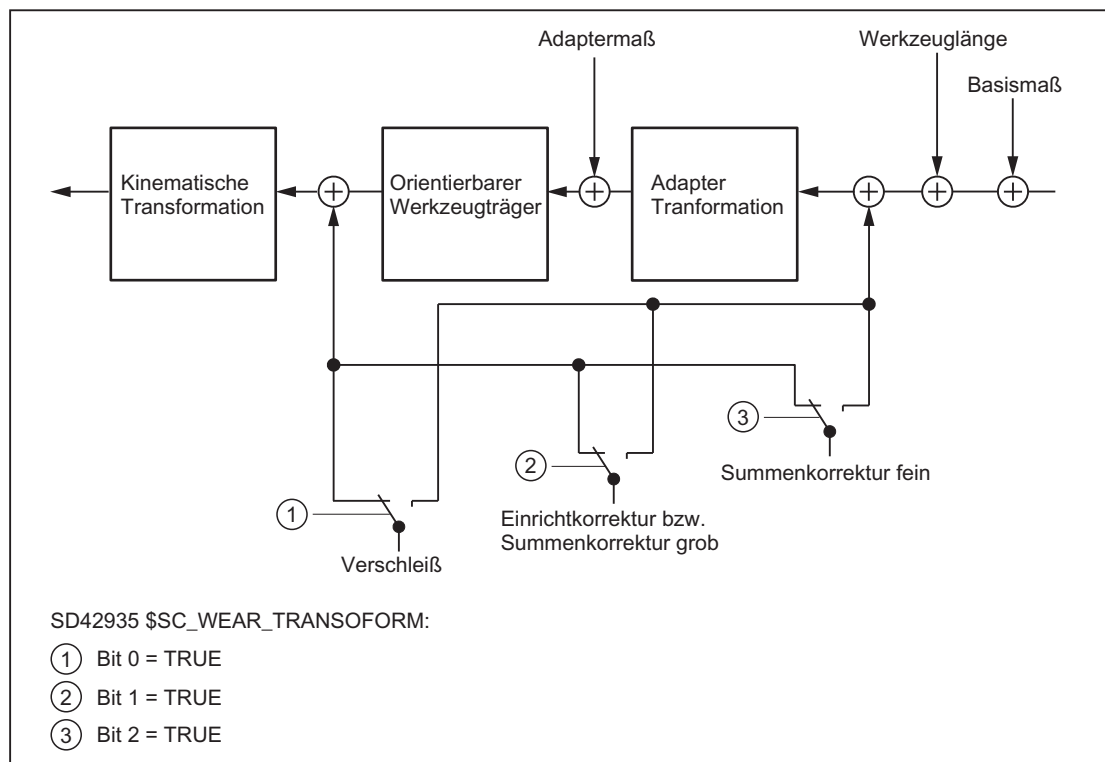 Adaptermaß
Werkzeuglänge
Basismaß
Kinematische
Transformation
Orientierbarer
Werkzeugträger
Adapter
Tranformation
3
Summenkorrektur fein
2
Einrichtkorrektur bzw.
Summenkorrektur grob
1
Verschleiß
SD42935 $SC_WEAR_TRANSOFORM:
1 Bit 0 = TRUE
2 Bit 1 = TRUE
3 Bit 2 = TRUE